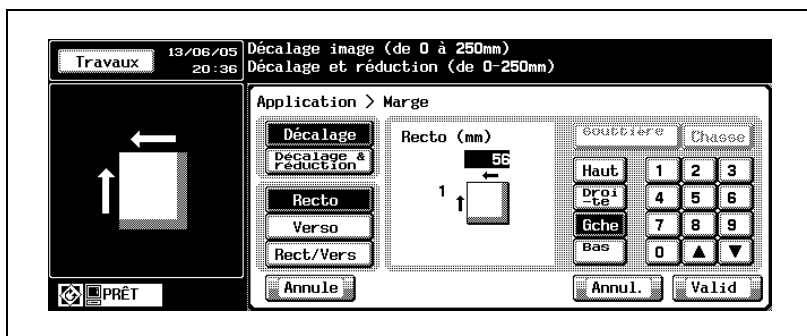 Travaux
13/06/05
20:36
Décalage image (de 0 à 250mm)
Décalage et réduction (de 0-250mm)
Application > Marge
Décalage
Décalage &
réduction
Recto
Verso
Rect/Vers
Annule
Recto (mm)
56
1
Gouttière Chasse
Haut 1 2 3
Droi
-te 4 5 6
Gche 7 8 9
Bas 0 ▲ ▼
Annul. Valid
PRÊT